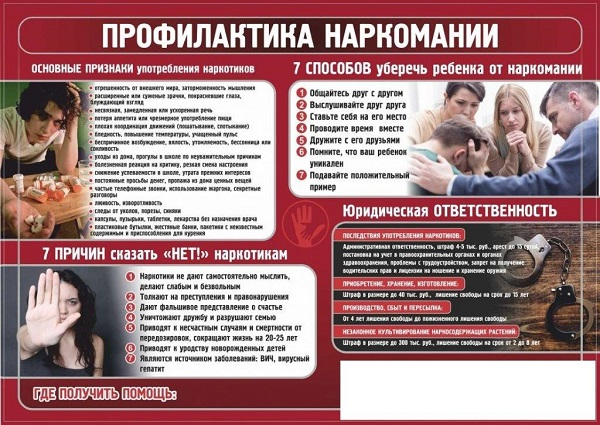 ПРОФИЛАКТИКА НАРКОМАНИИ
ОСНОВНЫЕ ПРИЗНАКИ употребления наркотиков
• отрешенность от внешнего мира, заторможенность мышления
• расширенные или суженные зрачки, покрасневшие глаза,
блуждающий взгляд
• несвязная, замедленная или ускоренная речь
• потеря аппетита или чрезмерное употребление пищи
• плохая координация движений (пошатывание, спотыкание)
• бледность, повышение температуры, учащенный пульс
• беспричинное возбуждение, вялость, утомляемость, бессонница или
сонливость
• уходы из дома, прогулы в школе по неуважительным причинам
• болезненная реакция на критику, резкая смена настроения
• снижение успеваемости в школе, утрата прежних интересов
• постоянные просьбы денег, пропажа из дома ценных вещей
• частые телефонные звонки, использование жаргона, секретные
разговоры
• лживость, изворотливость
• следы от уколов, порезы, синяки
• капсулы, пузырьки, таблетки, лекарства без назначения врача
• пластиковые бутылки, жестяные банки, пакетики с неизвестным
содержимым и приспособления для курения
7 СПОСОБОВ уберечь ребенка от наркомании
1 Общайтесь друг с другом
2 Выслушивайте друг друга
3 Ставьте себя на его место
4 Проводите время вместе
5 Дружите с его друзьями
6 Помните, что ваш ребенок
уникален
7 Подавайте положительный
пример
7 ПРИЧИН сказать «НЕТ!» наркотикам
1 Наркотики не дают самостоятельно мыслить,
делают слабым и безвольным
2 Толкают на преступления и правонарушения
3 Дают фальшивое представление о счастье
4 Уничтожают дружбу и разрушают семью
5 Приводят к несчастным случаям и смертности от
передозировок, сокращают жизнь на 20-25 лет
6 Приводят к уродству новорожденных детей
7 Являются источником заболеваний: ВИЧ, вирусный
гепатит
Юридическая ОТВЕТСТВЕННОСТЬ
ПОСЛЕДСТВИЯ УПОТРЕБЛЕНИЯ НАРКОТИКОВ:
Административная ответственность, штраф 4-5 тыс. руб., арест до 15 суток,
постановка на учет в правоохранительных органах и органах
здравоохранения, проблемы с трудоустройством, запрет на получение
водительских прав и лицензии на ношение и хранение оружия
ПРИОБРЕТЕНИЕ, ХРАНЕНИЕ, ИЗГОТОВЛЕНИЕ:
Штраф в размере до 40 тыс. руб., лишение свободы на срок до 15 лет
ПРОИЗВОДСТВО, СБЫТ И ПЕРЕСЫЛКА:
От 4 лет лишения свободы до пожизненного лишения свободы
НЕЗАКОННОЕ КУЛЬТИВИРОВАНИЕ НАРКОСОДЕРЖАЩИХ РАСТЕНИЙ:
Штраф в размере до 300 тыс. руб., лишение свободы на срок от 2 до 8 лет
ГДЕ ПОЛУЧИТЬ ПОМОЩЬ: